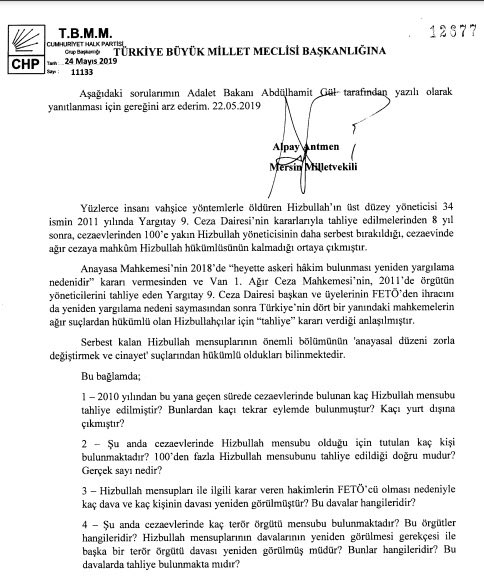 12677
T.B.M.M.
CUMHURİYET HALK PARTİSİ
Grup Başkanlığı
CHP
Tarih : 24 Mayıs 2019
Sayı : 11133
TÜRKİYE BÜYÜK MİLLET MECLİSİ BAŞKANLIĞINA
Aşağıdaki sorularımın Adalet Bakanı Abdülhamit Gül tarafından yazılı olarak
yanıtlanması için gereğini arz ederim. 22.05.2019
Alpay Antmen
Mersin Milletvekili
Yüzlerce insanı vahşice yöntemlerle öldüren Hizbullah'ın üst düzey yöneticisi 34
ismin 2011 yılında Yargıtay 9. Ceza Dairesi'nin kararlarıyla tahliye edilmelerinden 8 yıl
sonra, cezaevlerinden 100'e yakın Hizbullah yöneticisinin daha serbest bırakıldığı, cezaevinde
ağır cezaya mahkûm Hizbullah hükümlüsünün kalmadığı ortaya çıkmıştır.
Anayasa Mahkemesi'nin 2018'de "heyette askeri hâkim bulunması yeniden yargılama
nedenidir" kararı vermesinden ve Van 1. Ağır Ceza Mahkemesi'nin, 2011'de örgütün
yöneticilerini tahliye eden Yargıtay 9. Ceza Dairesi başkan ve üyelerinin FETÖ'den ihracını
da yeniden yargılama nedeni saymasından sonra Türkiye'nin dört bir yanındaki mahkemelerin
ağır suçlardan hükümlü olan Hizbullahçılar için "tahliye" kararı verdiği anlaşılmıştır.
Serbest kalan Hizbullah mensuplarının önemli bölümünün 'anayasal düzeni zorla
değiştirmek ve cinayet' suçlarından hükümlü oldukları bilinmektedir.
Bu bağlamda;
1 – 2010 yılından bu yana geçen sürede cezaevlerinde bulunan kaç Hizbullah mensubu
tahliye edilmiştir? Bunlardan kaçı tekrar eylemde bulunmuştur? Kaçı yurt dışına
çıkmıştır?
2 – Şu anda cezaevlerinde Hizbullah mensubu olduğu için tutulan kaç kişi
bulunmaktadır? 100'den fazla Hizbullah mensubunu tahliye edildiği doğru mudur?
Gerçek sayı nedir?
3 – Hizbullah mensupları ile ilgili karar veren hakimlerin FETÖ'cü olması nedeniyle
kaç dava ve kaç kişinin davası yeniden görülmüştür? Bu davalar hangileridir?
4 – Şu anda cezaevlerinde kaç terör örgütü mensubu bulunmaktadır? Bu örgütler
hangileridir? Hizbullah mensuplarının davalarının yeniden görülmesi gerekçesi ile
başka bir terör örgütü davası yeniden görülmüş müdür? Bunlar hangileridir? Bu
davalarda tahliye bulunmakta mıdır?